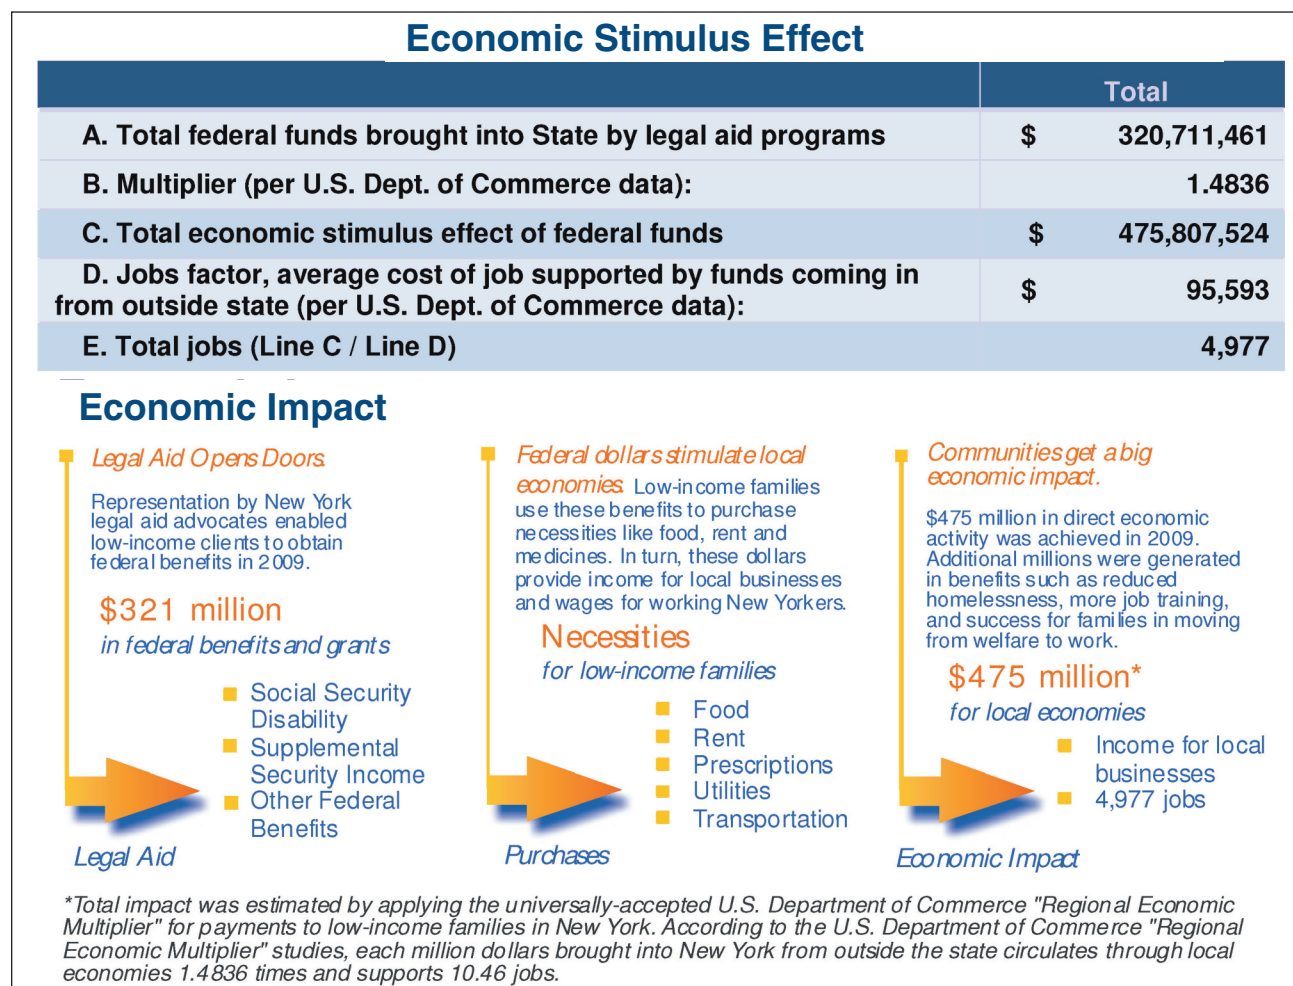 Economic Stimulus Effect
Total
A. Total federal funds brought into State by legal aid programs $ 320,711,461
B. Multiplier (per U.S. Dept. of Commerce data): 1.4836
C. Total economic stimulus effect of federal funds $ 475,807,524
D. Jobs factor, average cost of job supported by funds coming in
from outside state (per U.S. Dept. of Commerce data): $ 95,593
E. Total jobs (Line C / Line D) 4,977
Economic Impact
Legal Aid Opens Doors.
Representation by New York
legal aid advocates enabled
low-income clients to obtain
federal benefits in 2009.
$321 million
in federal benefits and grants
Social Security
Disability
Supplemental
Security Income
Other Federal
Benefits
Legal Aid
Federal dollars stimulate local
economies. Low-income families
use these benefits to purchase
necessities like food, rent and
medicines. In turn, these dollars
provide income for local businesses
and wages for working New Yorkers.
Necessities
for low-income families
Food
Rent
Prescriptions
Utilities
Transportation
Purchases
Communities get a big
economic impact.
$475 million in direct economic
activity was achieved in 2009.
Additional millions were generated
in benefits such as reduced
homelessness, more job training,
and success for families in moving
from welfare to work.
$475 million*
for local economies
Income for local
businesses
4,977 jobs
Economic Impact
*Total impact was estimated by applying the universally-accepted U.S. Department of Commerce "Regional Economic
Multiplier" for payments to low-income families in New York. According to the U.S. Department of Commerce "Regional
Economic Multiplier" studies, each million dollars brought into New York from outside the state circulates through local
economies 1.4836 times and supports 10.46 jobs.